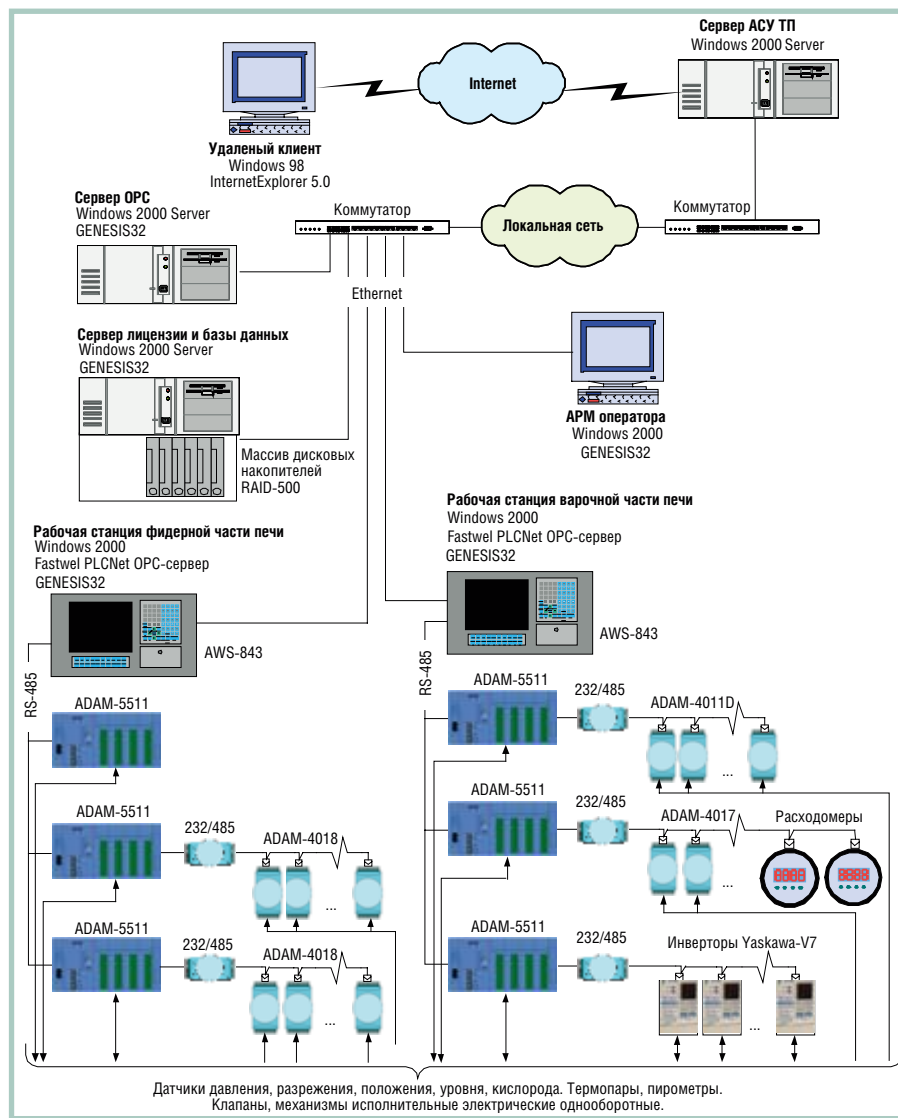 Сервер АСУ ТП
Windows 2000 Server
Internet
Удаленый клиент
Windows 98
InternetExplorer 5.0
Сервер OPC
Windows 2000 Server
GENESIS32
Коммутатор
Локальная сеть
Коммутатор
Ethernet
Сервер лицензии и базы данных
Windows 2000 Server
GENESIS32
АРМ оператора
Windows 2000
GENESIS32
Массив дисковых
накопителей
RAID-500
Рабочая станция варочной части печи
Windows 2000
Fastwel PLCNet OPC-сервер
GENESIS32
Рабочая станция фидерной части печи
Windows 2000
Fastwel PLCNet OPC-сервер
GENESIS32
AWS-843
AWS-843
RS-485
RS-485
ADAM-5511
ADAM-5511
232/485
ADAM-4011D
...
ADAM-5511
232/485
ADAM-4018
...
ADAM-5511
232/485
ADAM-4017
...
Расходомеры
ADAM-5511
232/485
ADAM-4018
...
ADAM-5511
232/485
Инверторы Yaskawa-V7
...
Датчики давления, разрежения, положения, уровня, кислорода. Термопары, пирометры.
Клапаны, механизмы исполнительные электрические однооборотные.